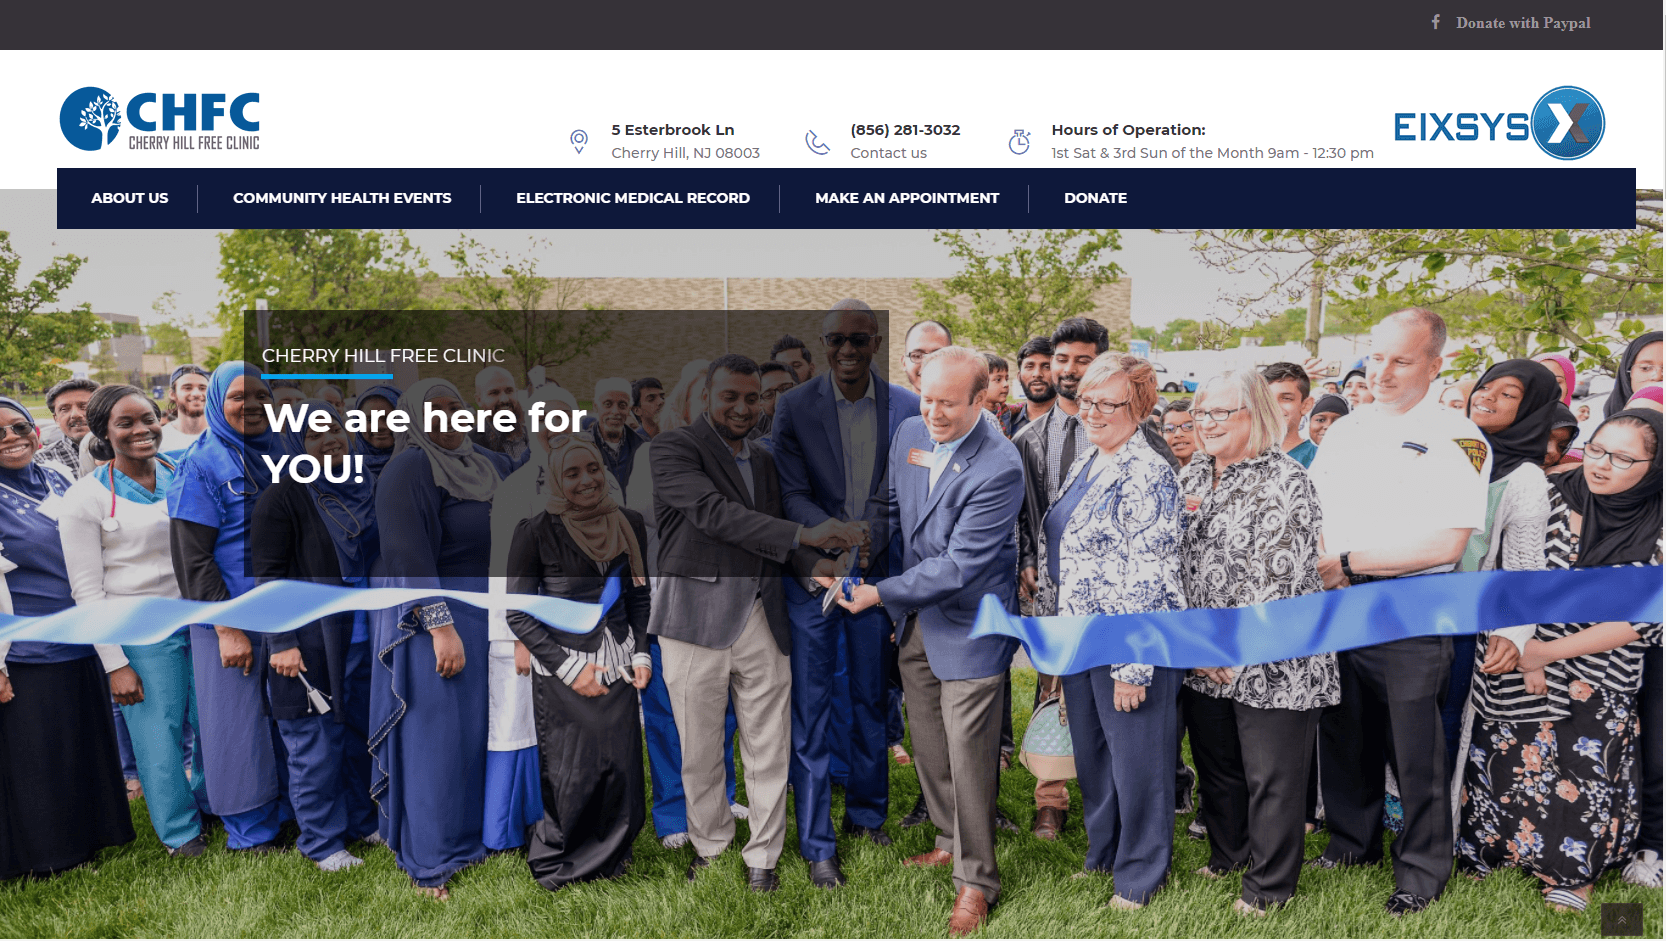 Donate with Paypal
CHFC
CHERRY HILL FREE CLINIC
5 Esterbrook Ln
Cherry Hill, NJ 08003
(856) 281-3032
Contact us
Hours of Operation:
1st Sat & 3rd Sun of the Month 9am - 12:30 pm
EIXSYS X
ABOUT US
COMMUNITY HEALTH EVENTS
ELECTRONIC MEDICAL RECORD
MAKE AN APPOINTMENT
DONATE
CHERRY HILL FREE CLINIC
We are here for
YOU!